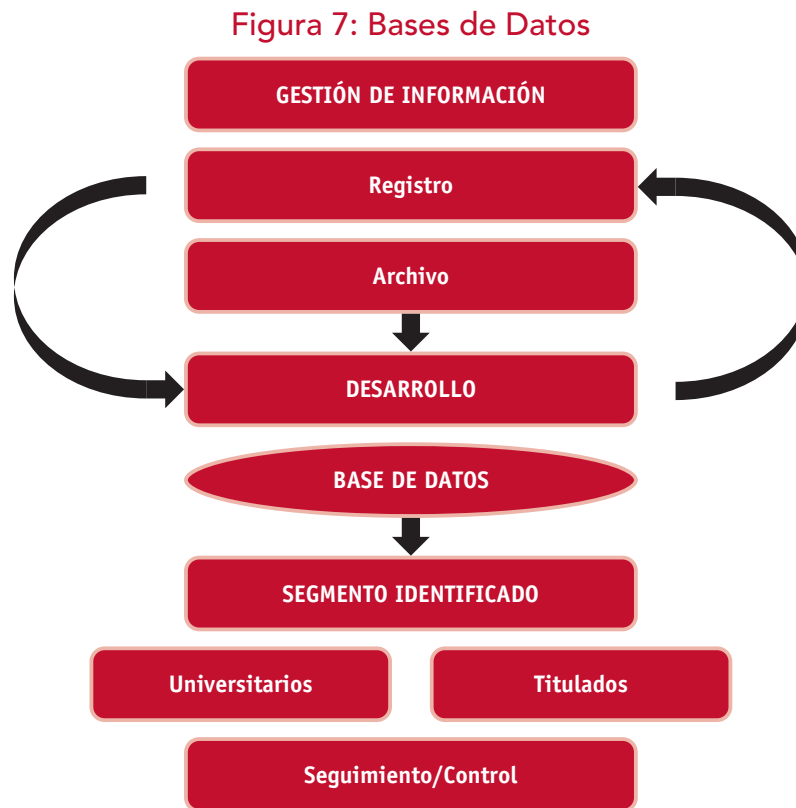 Figura 7: Bases de Datos
GESTIÓN DE INFORMACIÓN
Registro
Archivo
DESARROLLO
BASE DE DATOS
SEGMENTO IDENTIFICADO
Universitarios
Titulados
Seguimiento/Control